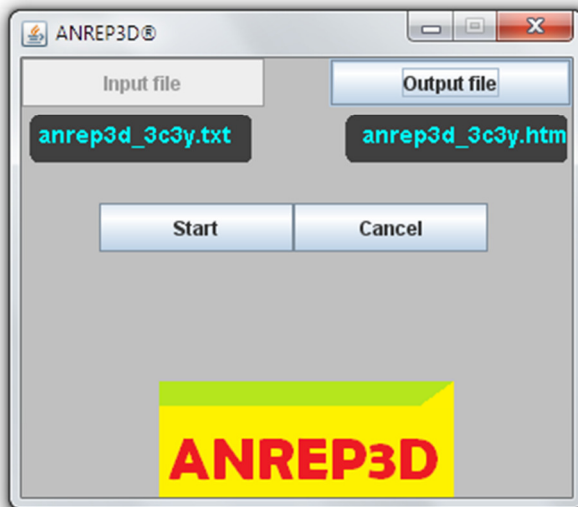 ANREP3D®
Input file Output file
anrep3d_3c3y.txt anrep3d_3c3y.htm
Start Cancel
ANREP3D